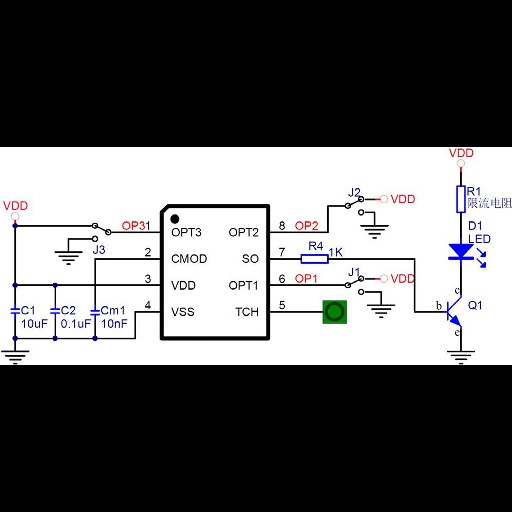 VDD
VDD
J2
VDD
R1
限流电阻
OP3
1
OPT3
OPT2
8
OP2
D1
LED
J3
2
CMOD
SO
7
R4
1K
3
VDD
OPT1
6
OP1
J1
VDD
c
C1
10uF
C2
0.1uF
Cm1
10nF
4
VSS
TCH
5
b
Q1
e